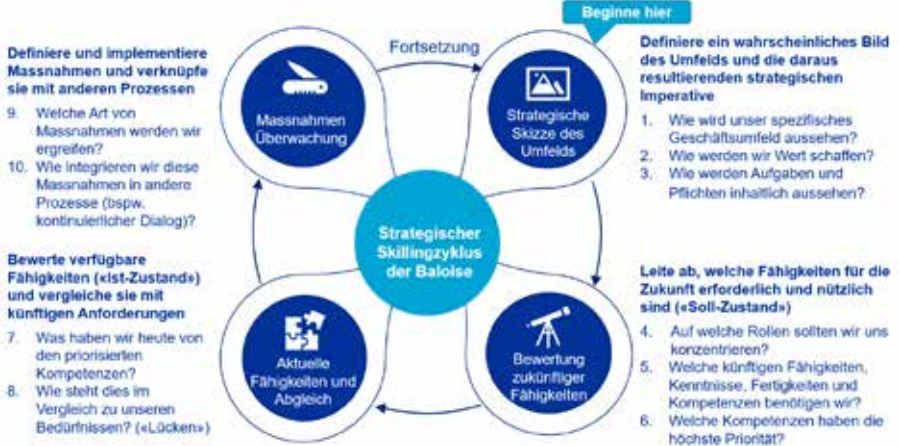 Beginne hier
Fortsetzung
Definiere ein wahrscheinliches Bild
des Umfelds und die daraus
resultierenden strategischen
Imperative
1. Wie wird unser spezifisches
Geschäftsumfeld aussehen?
2. Wie werden wir Wert schaffen?
3. Wie werden Aufgaben und
Pflichten inhaltlich aussehen?
Strategische
Skizze des
Umfelds
Leite ab, welche Fähigkeiten für die
Zukunft erforderlich und nützlich
sind («Soll-Zustand»)
4. Auf welche Rollen sollten wir uns
konzentrieren?
5. Welche künftigen Fähigkeiten,
Kenntnisse, Fertigkeiten und
Kompetenzen benötigen wir?
6. Welche Kompetenzen haben die
höchste Priorität?
Bewertung
zukünftiger
Fähigkeiten
Bewerte verfügbare
Fähigkeiten («Ist-Zustand»)
und vergleiche sie mit
künftigen Anforderungen
7. Was haben wir heute von
den priorisierten
Kompetenzen?
8. Wie steht dies im
Vergleich zu unseren
Bedürfnissen? («Lücken»)
Aktuelle
Fähigkeiten und
Abgleich
Definiere und implementiere
Massnahmen und verknüpfe
sie mit anderen Prozessen
9. Welche Art von
Massnahmen werden wir
ergreifen?
10. Wie integrieren wir diese
Massnahmen in andere
Prozesse (bspw.
kontinuierlicher Dialog)?
Massnahmen
Überwachung
Strategischer
Skillingzyklus
der Baloise